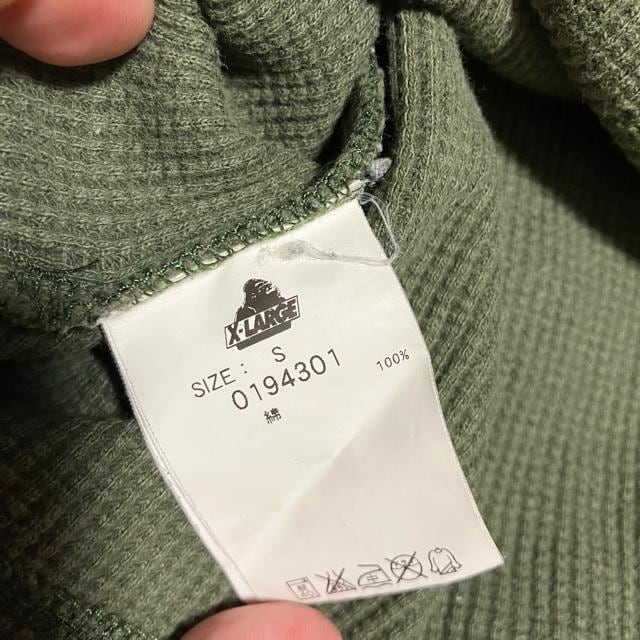 X-LARGE
SIZE: S
0194301
綿 100%